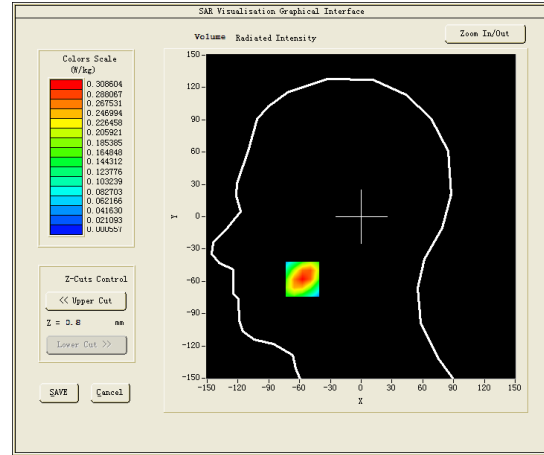 SAR Visualisation Graphical Interface
Volume Radiated Intensity
Zoom In/Out
Colors Scale
(W/kg)
0.308604
0.288067
0.267531
0.246994
0.226458
0.205921
0.185385
0.164848
0.144312
0.123776
0.103239
0.082703
0.062166
0.041630
0.021093
0.000557
150
120
90
60
30
0
-30
-60
-90
-120
-150
Y
-150 -120 -90 -60 -30 0 30 60 90 120 150
X
Z-Cuts Control
<< Upper Cut
Z = 0.8 mm
Lower Cut >>
SAVE Cancel